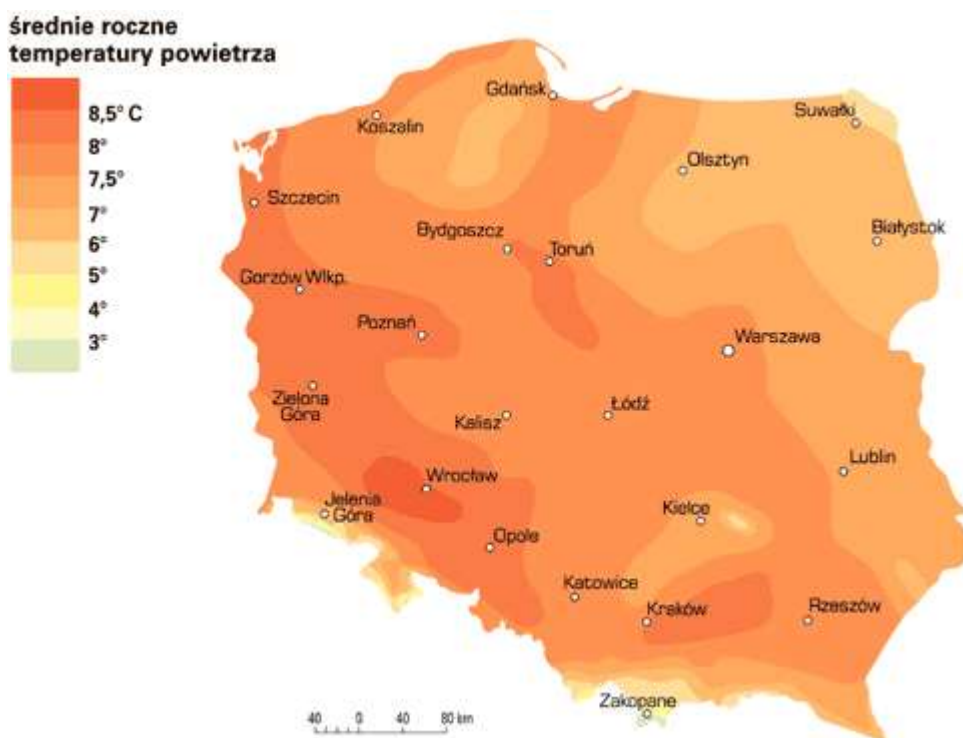 średnie roczne
temperatury powietrza
8,5° C
8°
7,5°
7°
6°
5°
4°
3°
Gdańsk
Koszalin
Suwałki
Olsztyn
Szczecin
Bydgoszcz
Toruń
Białystok
Gorzów Wlkp.
Poznań
Warszawa
Zielona
Góra
Kalisz
Łódź
Lublin
Wrocław
Jelenia
Góra
Kielce
Opole
Katowice
Kraków
Rzeszów
Zakopane
40 0 40 80 km